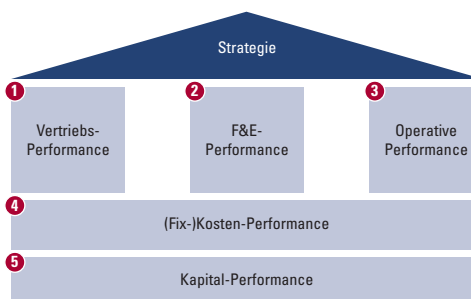 Strategie
1
2
3
Vertriebs-
Performance
F&E-
Performance
Operative
Performance
4
(Fix-)Kosten-Performance
5
Kapital-Performance